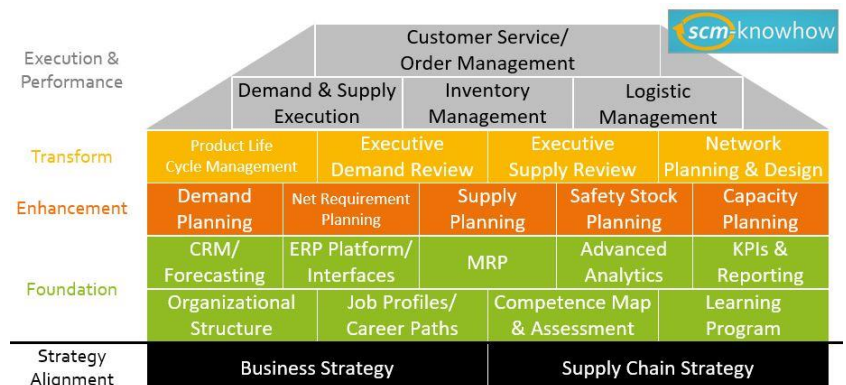 scm-knowhow
Execution &
Performance
Customer Service/
Order Management
Demand & Supply
Execution
Inventory
Management
Logistic
Management
Transform
Product Life
Cycle Management
Executive
Demand Review
Executive
Supply Review
Network
Planning & Design
Enhancement
Demand
Planning
Net Requirement
Planning
Supply
Planning
Safety Stock
Planning
Capacity
Planning
Foundation
CRM/
Forecasting
ERP Platform/
Interfaces
MRP
Advanced
Analytics
KPIs &
Reporting
Organizational
Structure
Job Profiles/
Career Paths
Competence Map
& Assessment
Learning
Program
Strategy
Alignment
Business Strategy
Supply Chain Strategy